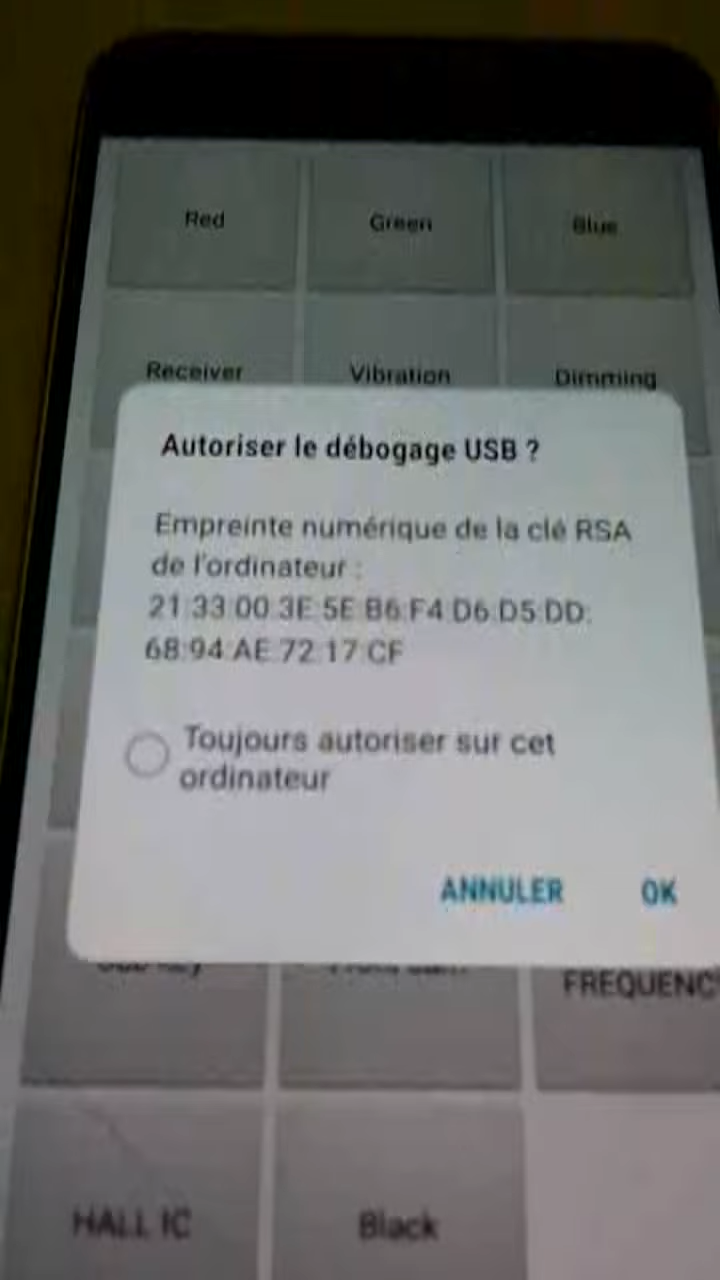 Red Green Blue
Receiver Vibration Dimming
Autoriser le débogage USB ?
Empreinte numérique de la clé RSA
de l'ordinateur :
21:33:00:3E:5E:B6:F4:D6:D5:DD:
68:94:AE:72:17:CF
Toujours autoriser sur cet
ordinateur
ANNULER OK
FREQUENC
HALL IC Black